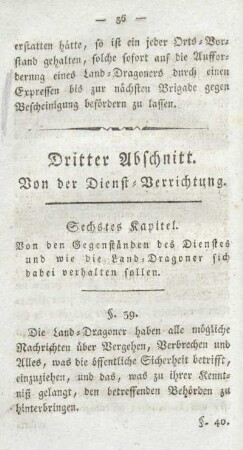 — 36 —
erstatten hätte, so ist ein jeder Orts-Vor-
stand gehalten, solche sofort auf die Auffor-
derung eines Land-Dragoners durch einen
Expressen bis zur nächsten Brigade gegen
Bescheinigung befördern zu lassen.
Dritter Abschnitt.
Von der Dienst-Verrichtung.
Sechstes Kapitel.
Von den Gegenständen des Dienstes
und wie die Land-Dragoner sich
dabei verhalten sollen.
§. 39.
Die Land-Dragoner haben alle mögliche
Nachrichten über Vergehen, Verbrechen und
Alles, was die öffentliche Sicherheit betrifft,
einzuziehen, und das, was zu ihrer Kennt-
niß gelangt, den betreffenden Behörden zu
hinterbringen.
§. 40.